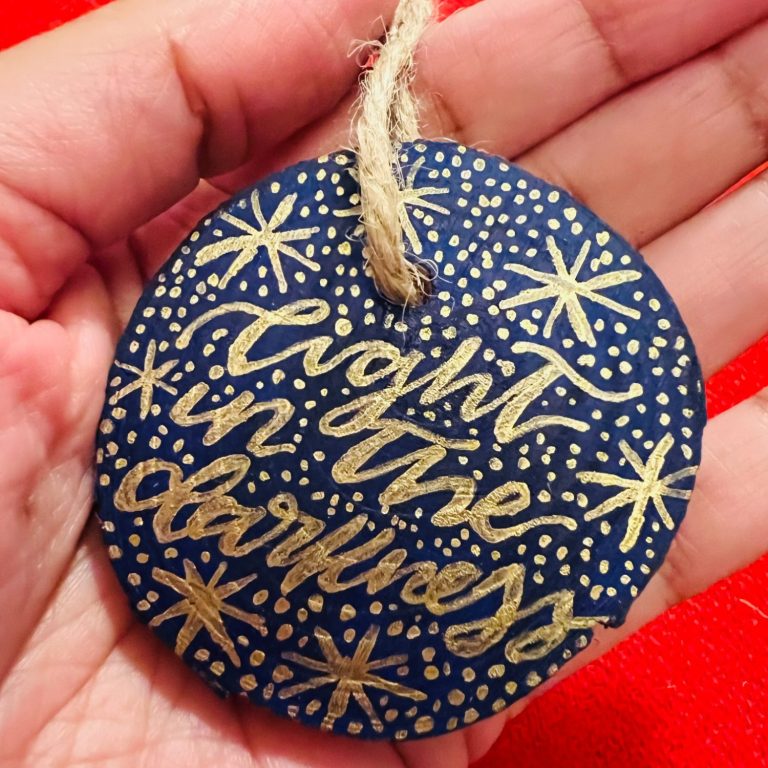 Light
in the
darkness